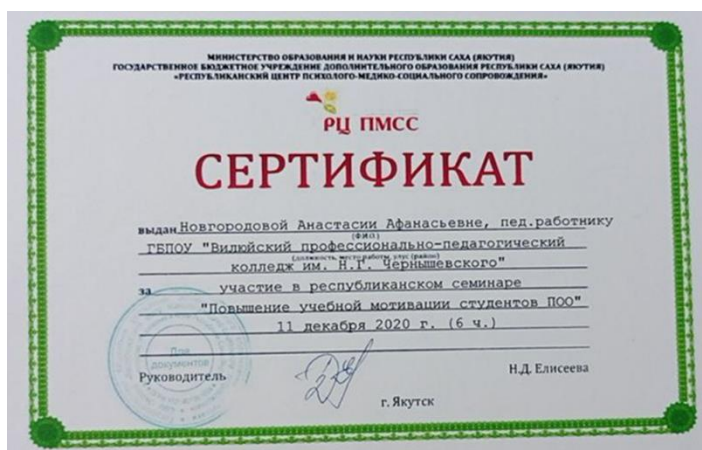 МИНИСТЕРСТВО ОБРАЗОВАНИЯ И НАУКИ РЕСПУБЛИКИ САХА (ЯКУТИЯ)
ГОСУДАРСТВЕННОЕ БЮДЖЕТНОЕ УЧРЕЖДЕНИЕ ДОПОЛНИТЕЛЬНОГО ОБРАЗОВАНИЯ РЕСПУБЛИКИ САХА (ЯКУТИЯ)
«РЕСПУБЛИКАНСКИЙ ЦЕНТР ПСИХОЛОГО-МЕДИКО-СОЦИАЛЬНОГО СОПРОВОЖДЕНИЯ»
РЦ ПМСС
СЕРТИФИКАТ
выдан Новгородовой Анастасии Афанасьевне, пед.работнику
(Ф.И.О.)
ГБПОУ "Вилюйский профессионально-педагогический
(должность, место работы, улус (район)
колледж им. Н.Г. Чернышевского"
за участие в республиканском семинаре
"Повышение учебной мотивации студентов ПОО"
11 декабря 2020 г. (6 ч.)
Для
документов
Руководитель
Н.Д. Елисеева
г. Якутск